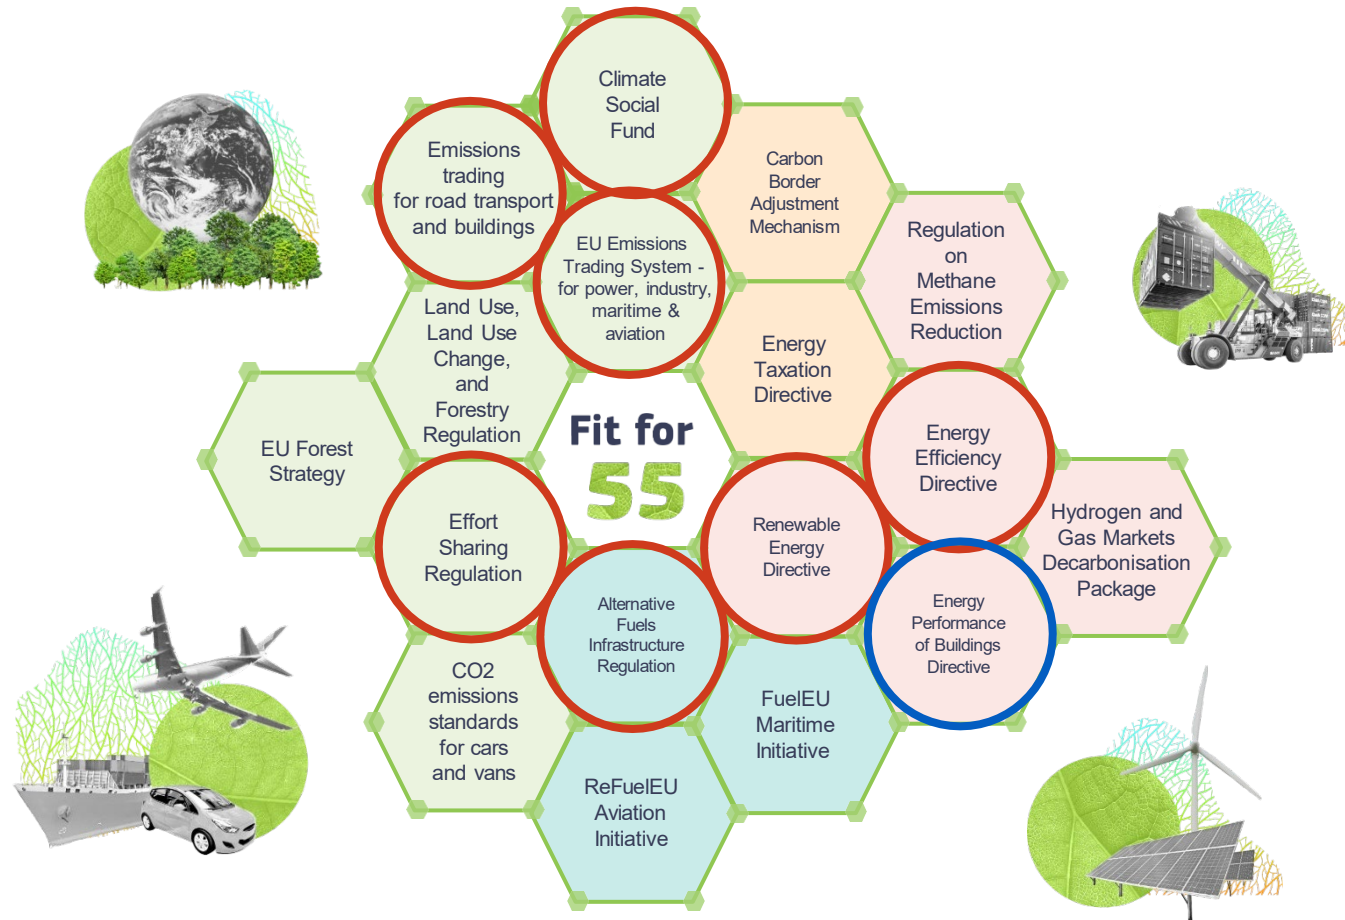 Climate
Social
Fund
Emissions
trading
for road transport
and buildings
Carbon
Border
Adjustment
Mechanism
EU Emissions
Trading System -
for power, industry,
maritime &
aviation
Regulation
on
Methane
Emissions
Reduction
Land Use,
Land Use
Change,
and
Forestry
Regulation
Energy
Taxation
Directive
EU Forest
Strategy
Fit for
55
Energy
Efficiency
Directive
Effort
Sharing
Regulation
Renewable
Energy
Directive
Hydrogen and
Gas Markets
Decarbonisation
Package
Alternative
Fuels
Infrastructure
Regulation
Energy
Performance
of Buildings
Directive
CO2
emissions
standards
for cars
and vans
FuelEU
Maritime
Initiative
ReFuelEU
Aviation
Initiative